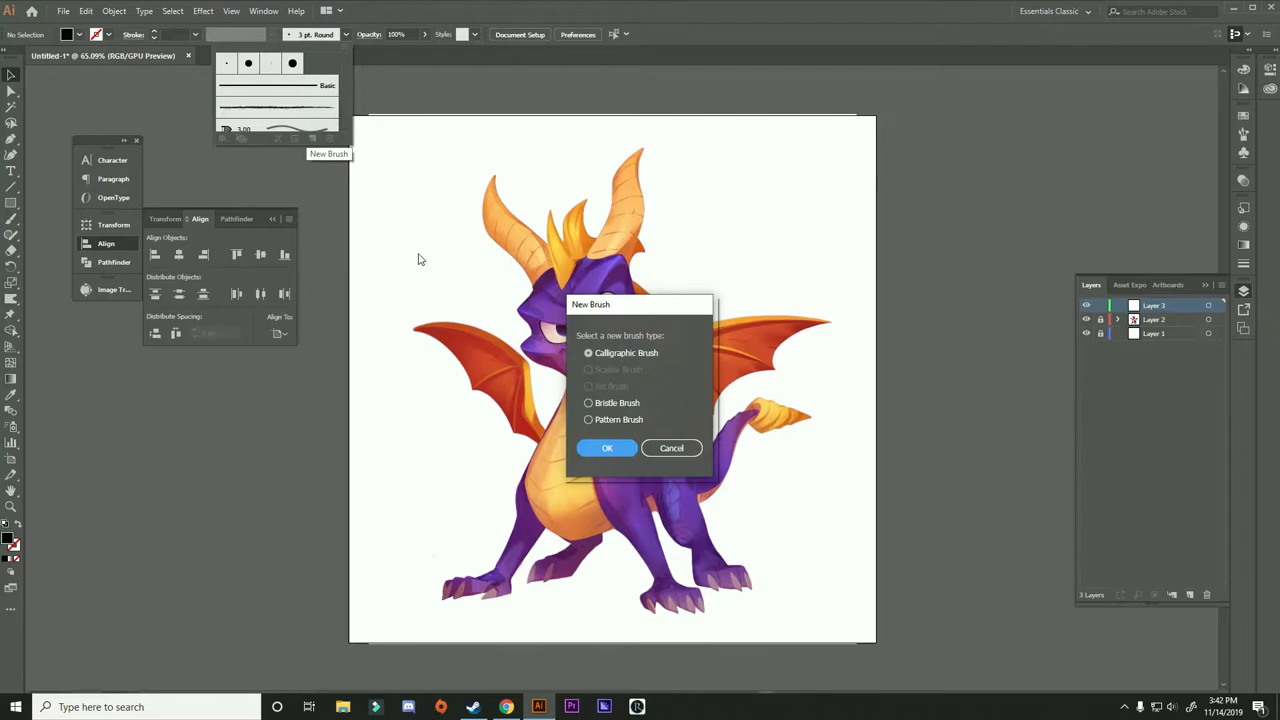 Ai File Edit Object Type Select Effect View Window Help Essentials Classic Search Adobe Stock
No Selection Stroke: 3 pt. Round Opacity: 100% Style: Document Setup Preferences
Untitled-1* @ 65.09% (RGB/GPU Preview)
Basic
3.00
New Brush
Character
Paragraph
OpenType
Transform
Align
Pathfinder
Image Tr...
Transform Align Pathfinder
Align Objects:
Distribute Objects:
Distribute Spacing: Align To:
New Brush
Select a new brush type:
Calligraphic Brush
Scatter Brush
Art Brush
Bristle Brush
Pattern Brush
OK Cancel
Layers Asset Expo Artboards
Layer 3
Layer 2
Layer 1
3 Layers
Type here to search
Ai Pr
3:42 PM
11/14/2019